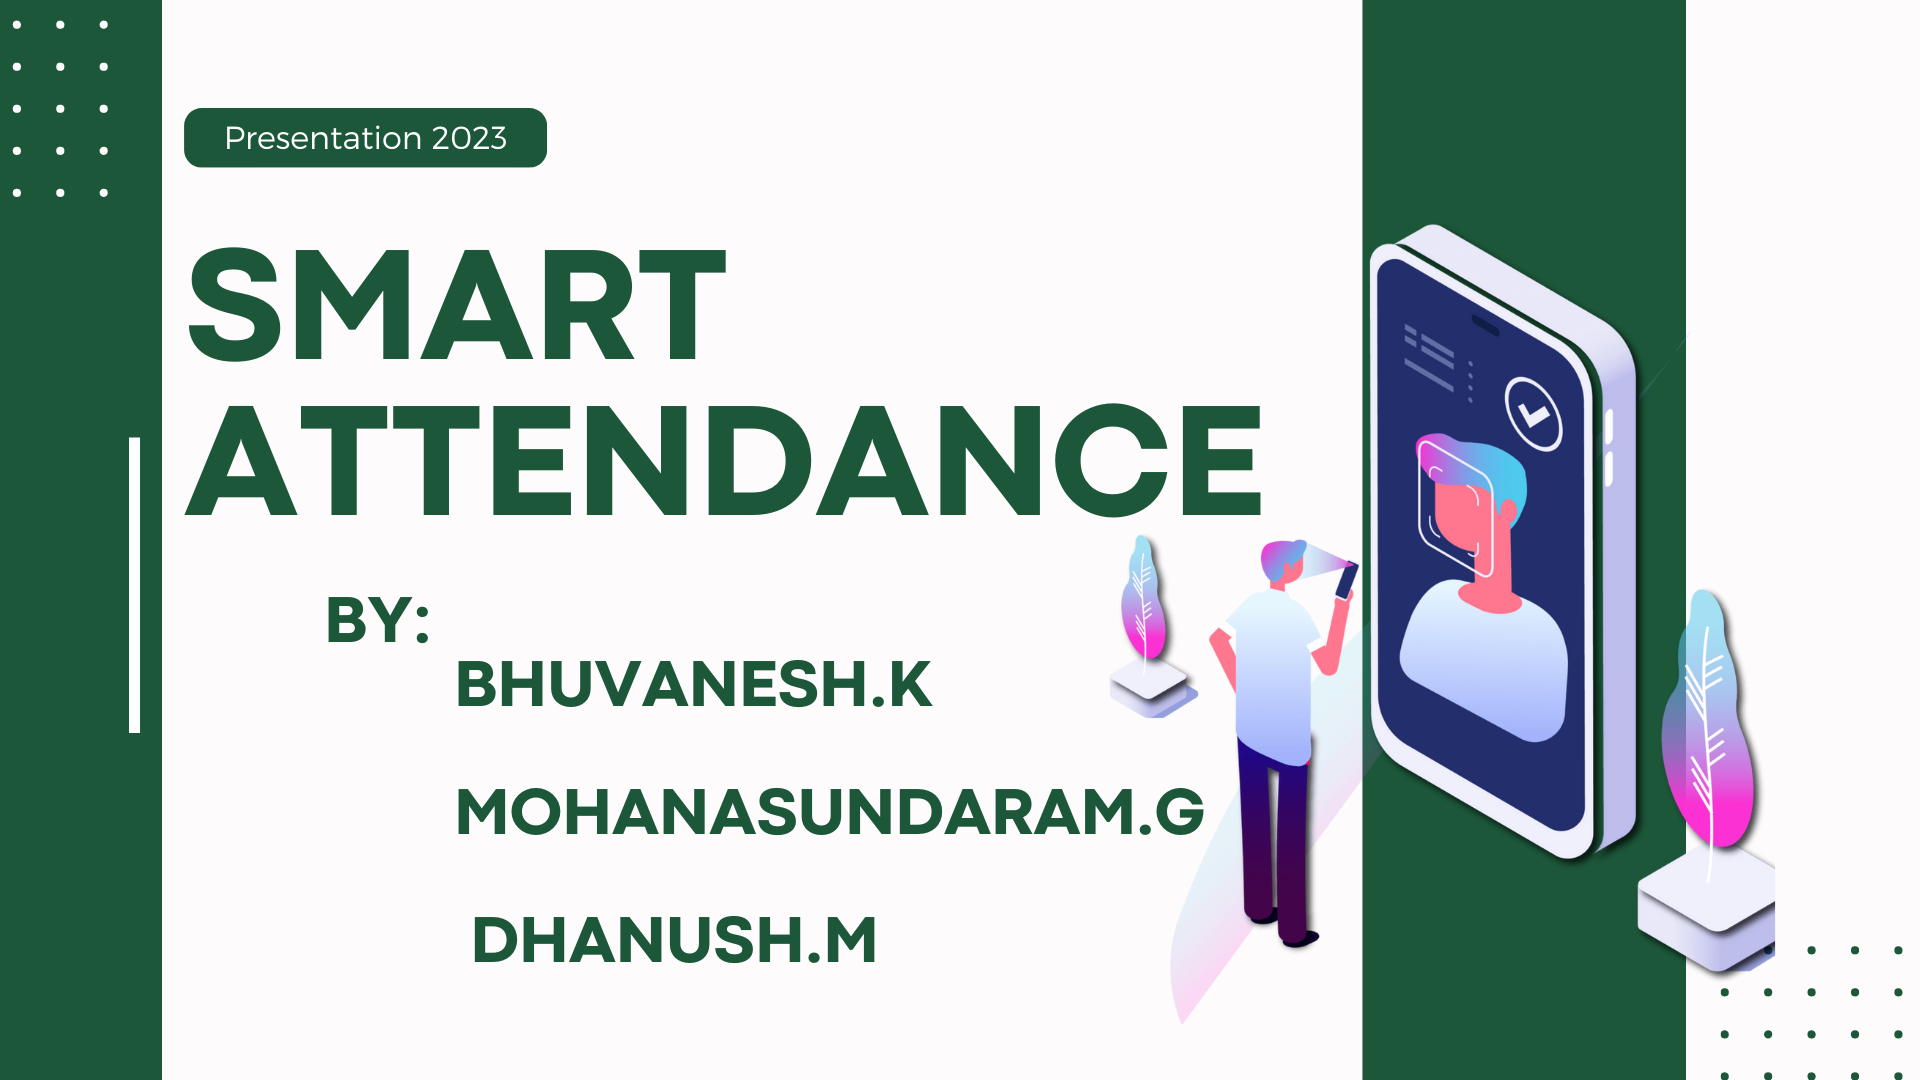 Presentation 2023
SMART
ATTENDANCE
BY:
BHUVANESH.K
MOHANASUNDARAM.G
DHANUSH.M